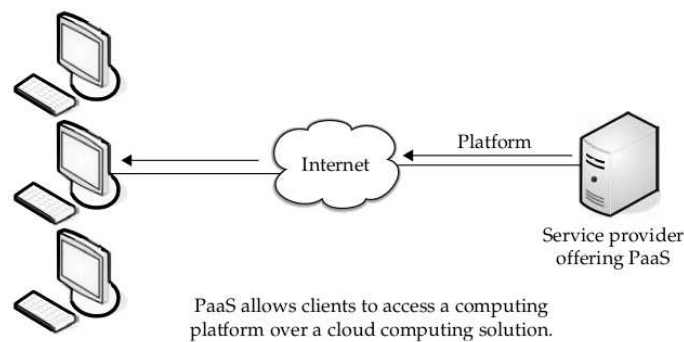 Platform
Internet
Service provider
offering PaaS
PaaS allows clients to access a computing
platform over a cloud computing solution.